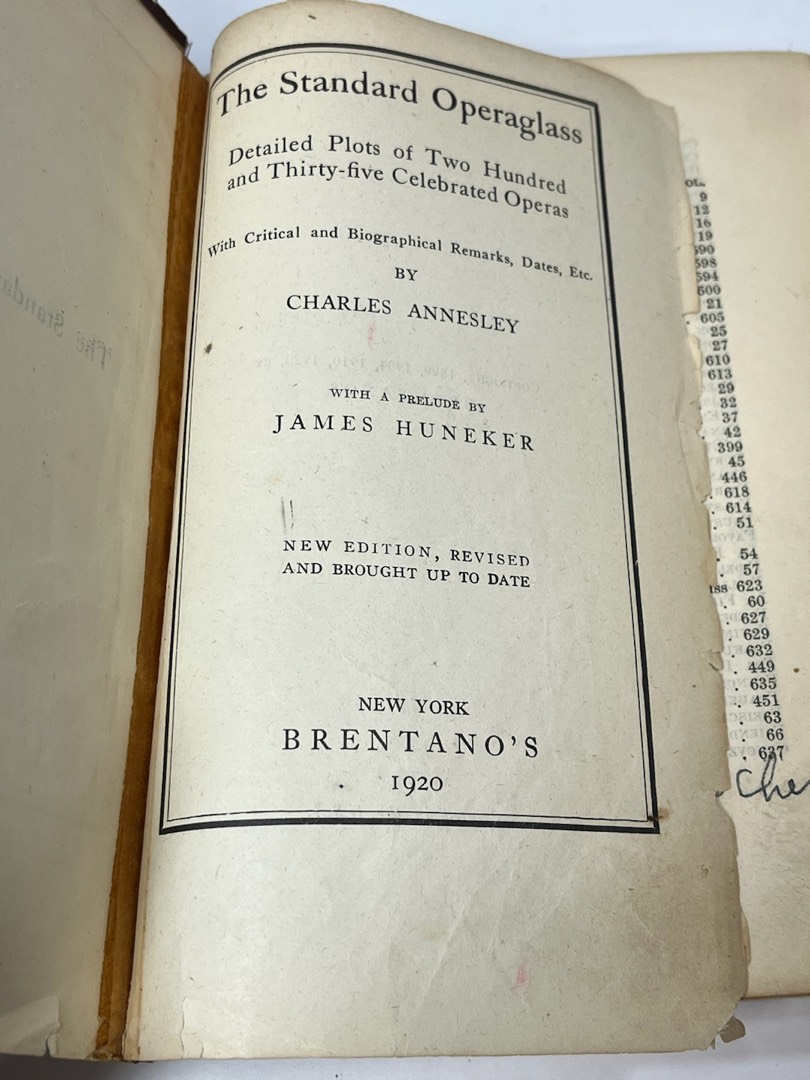 The Standard Operaglass
Detailed Plots of Two Hundred
and Thirty-five Celebrated Operas
With Critical and Biographical Remarks, Dates, Etc.
BY
CHARLES ANNESLEY
WITH A PRELUDE BY
JAMES HUNEKER
NEW EDITION, REVISED
AND BROUGHT UP TO DATE
NEW YORK
BRENTANO'S
1920
9
12
16
19
590
598
594
600
21
. 605
25
27
610
613
29
32
37
. 42
399
45
446
. 618
. 614
. 51
. 54
. 57
623
. 60
. 627
. 629
. 632
. 449
. 635
. 451
. 63
. 66
. 637
The Standa